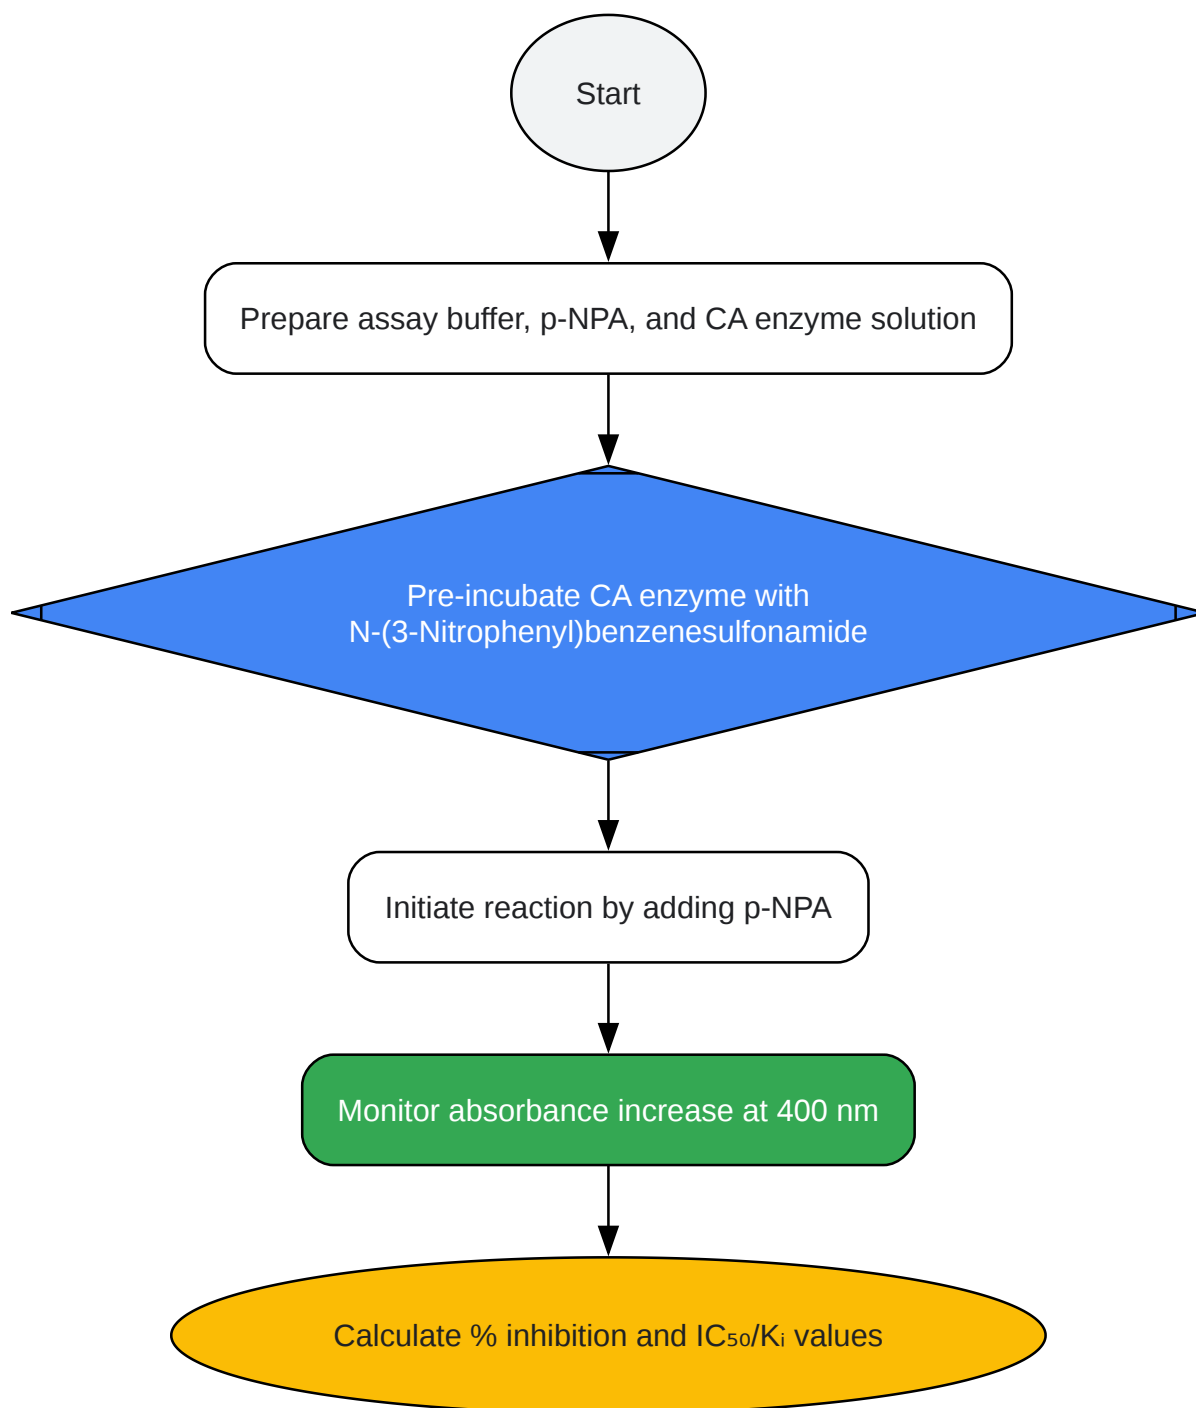 Start
Prepare assay buffer, p-NPA, and CA enzyme solution
Pre-incubate CA enzyme with
N-(3-Nitrophenyl)benzenesulfonamide
Initiate reaction by adding p-NPA
Monitor absorbance increase at 400 nm
Calculate % inhibition and IC₅₀/Kᵢ values